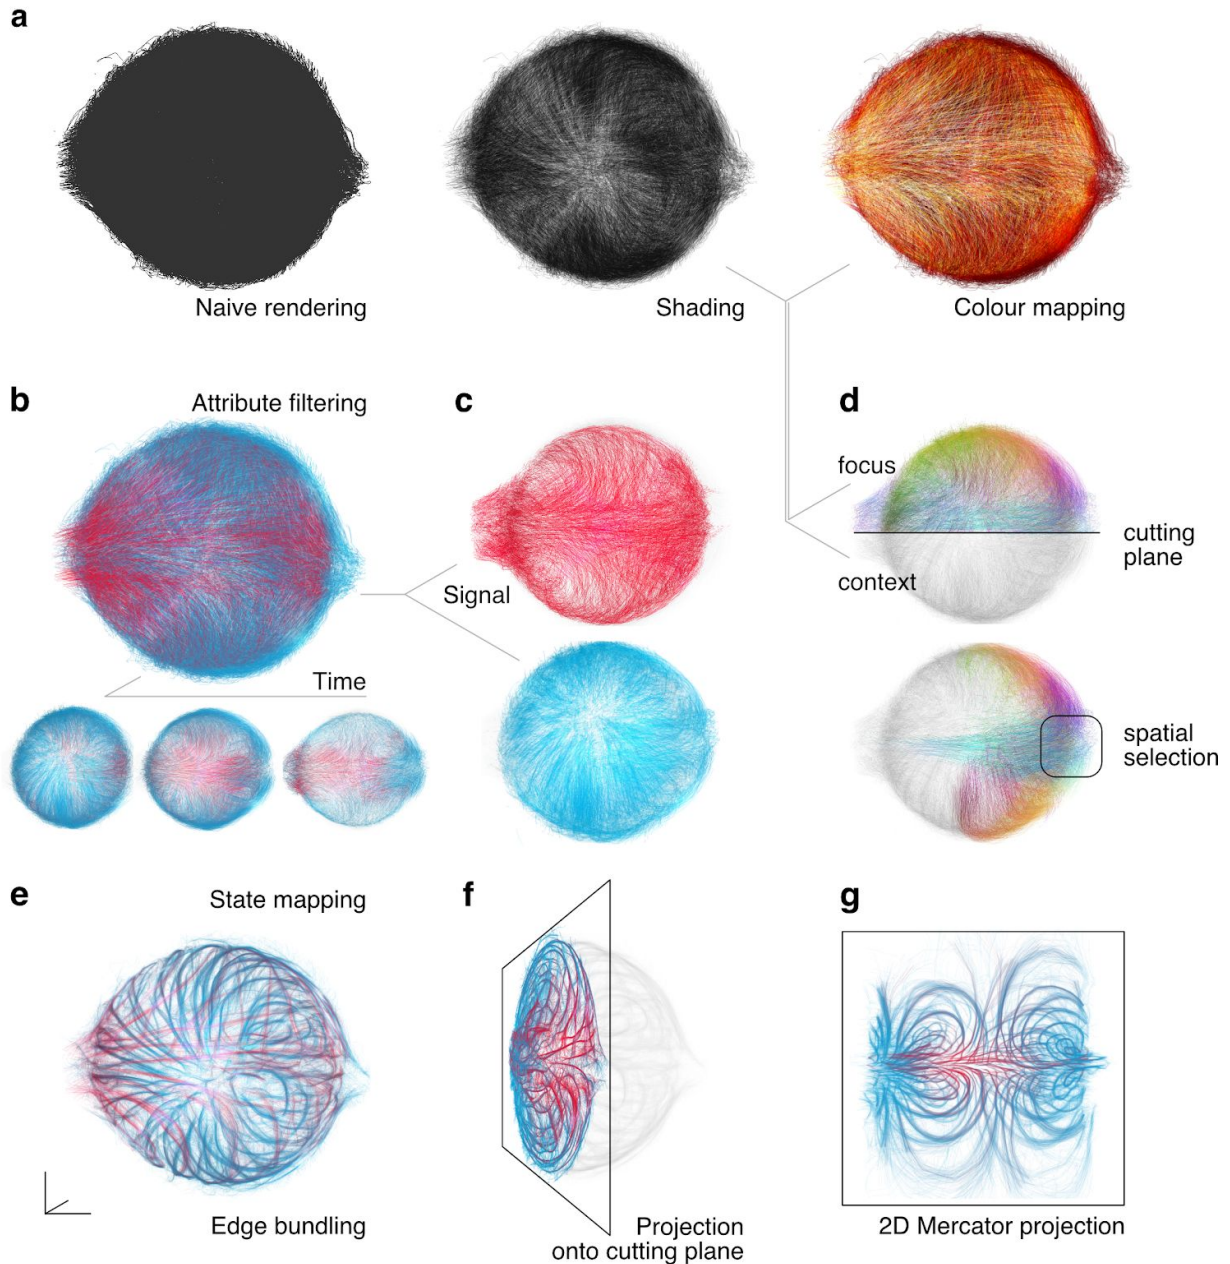 a
Naive rendering
Shading
Colour mapping
b
Attribute filtering
c
d
focus
cutting
plane
context
Signal
Time
spatial
selection
e
State mapping
f
g
Edge bundling
Projection
onto cutting plane
2D Mercator projection